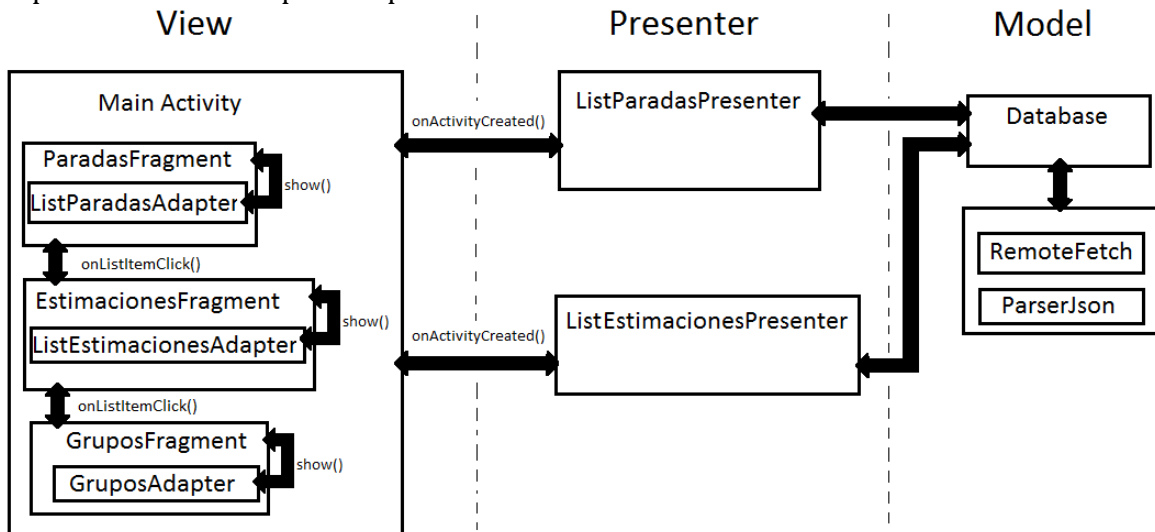 View
Presenter
Model
Main Activity
ParadasFragment
ListParadasAdapter
show()
onListItemClick()
EstimacionesFragment
ListEstimacionesAdapter
show()
onListItemClick()
GruposFragment
GruposAdapter
show()
onActivityCreated()
ListParadasPresenter
onActivityCreated()
ListEstimacionesPresenter
Database
RemoteFetch
ParserJson